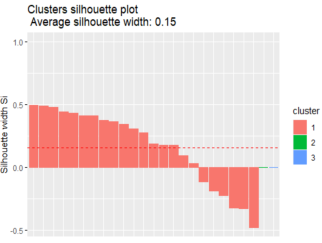 Clusters silhouette plot
Average silhouette width: 0.15
1.0
0.5
0.0
-0.5
Silhouette width Si
cluster
1
2
3